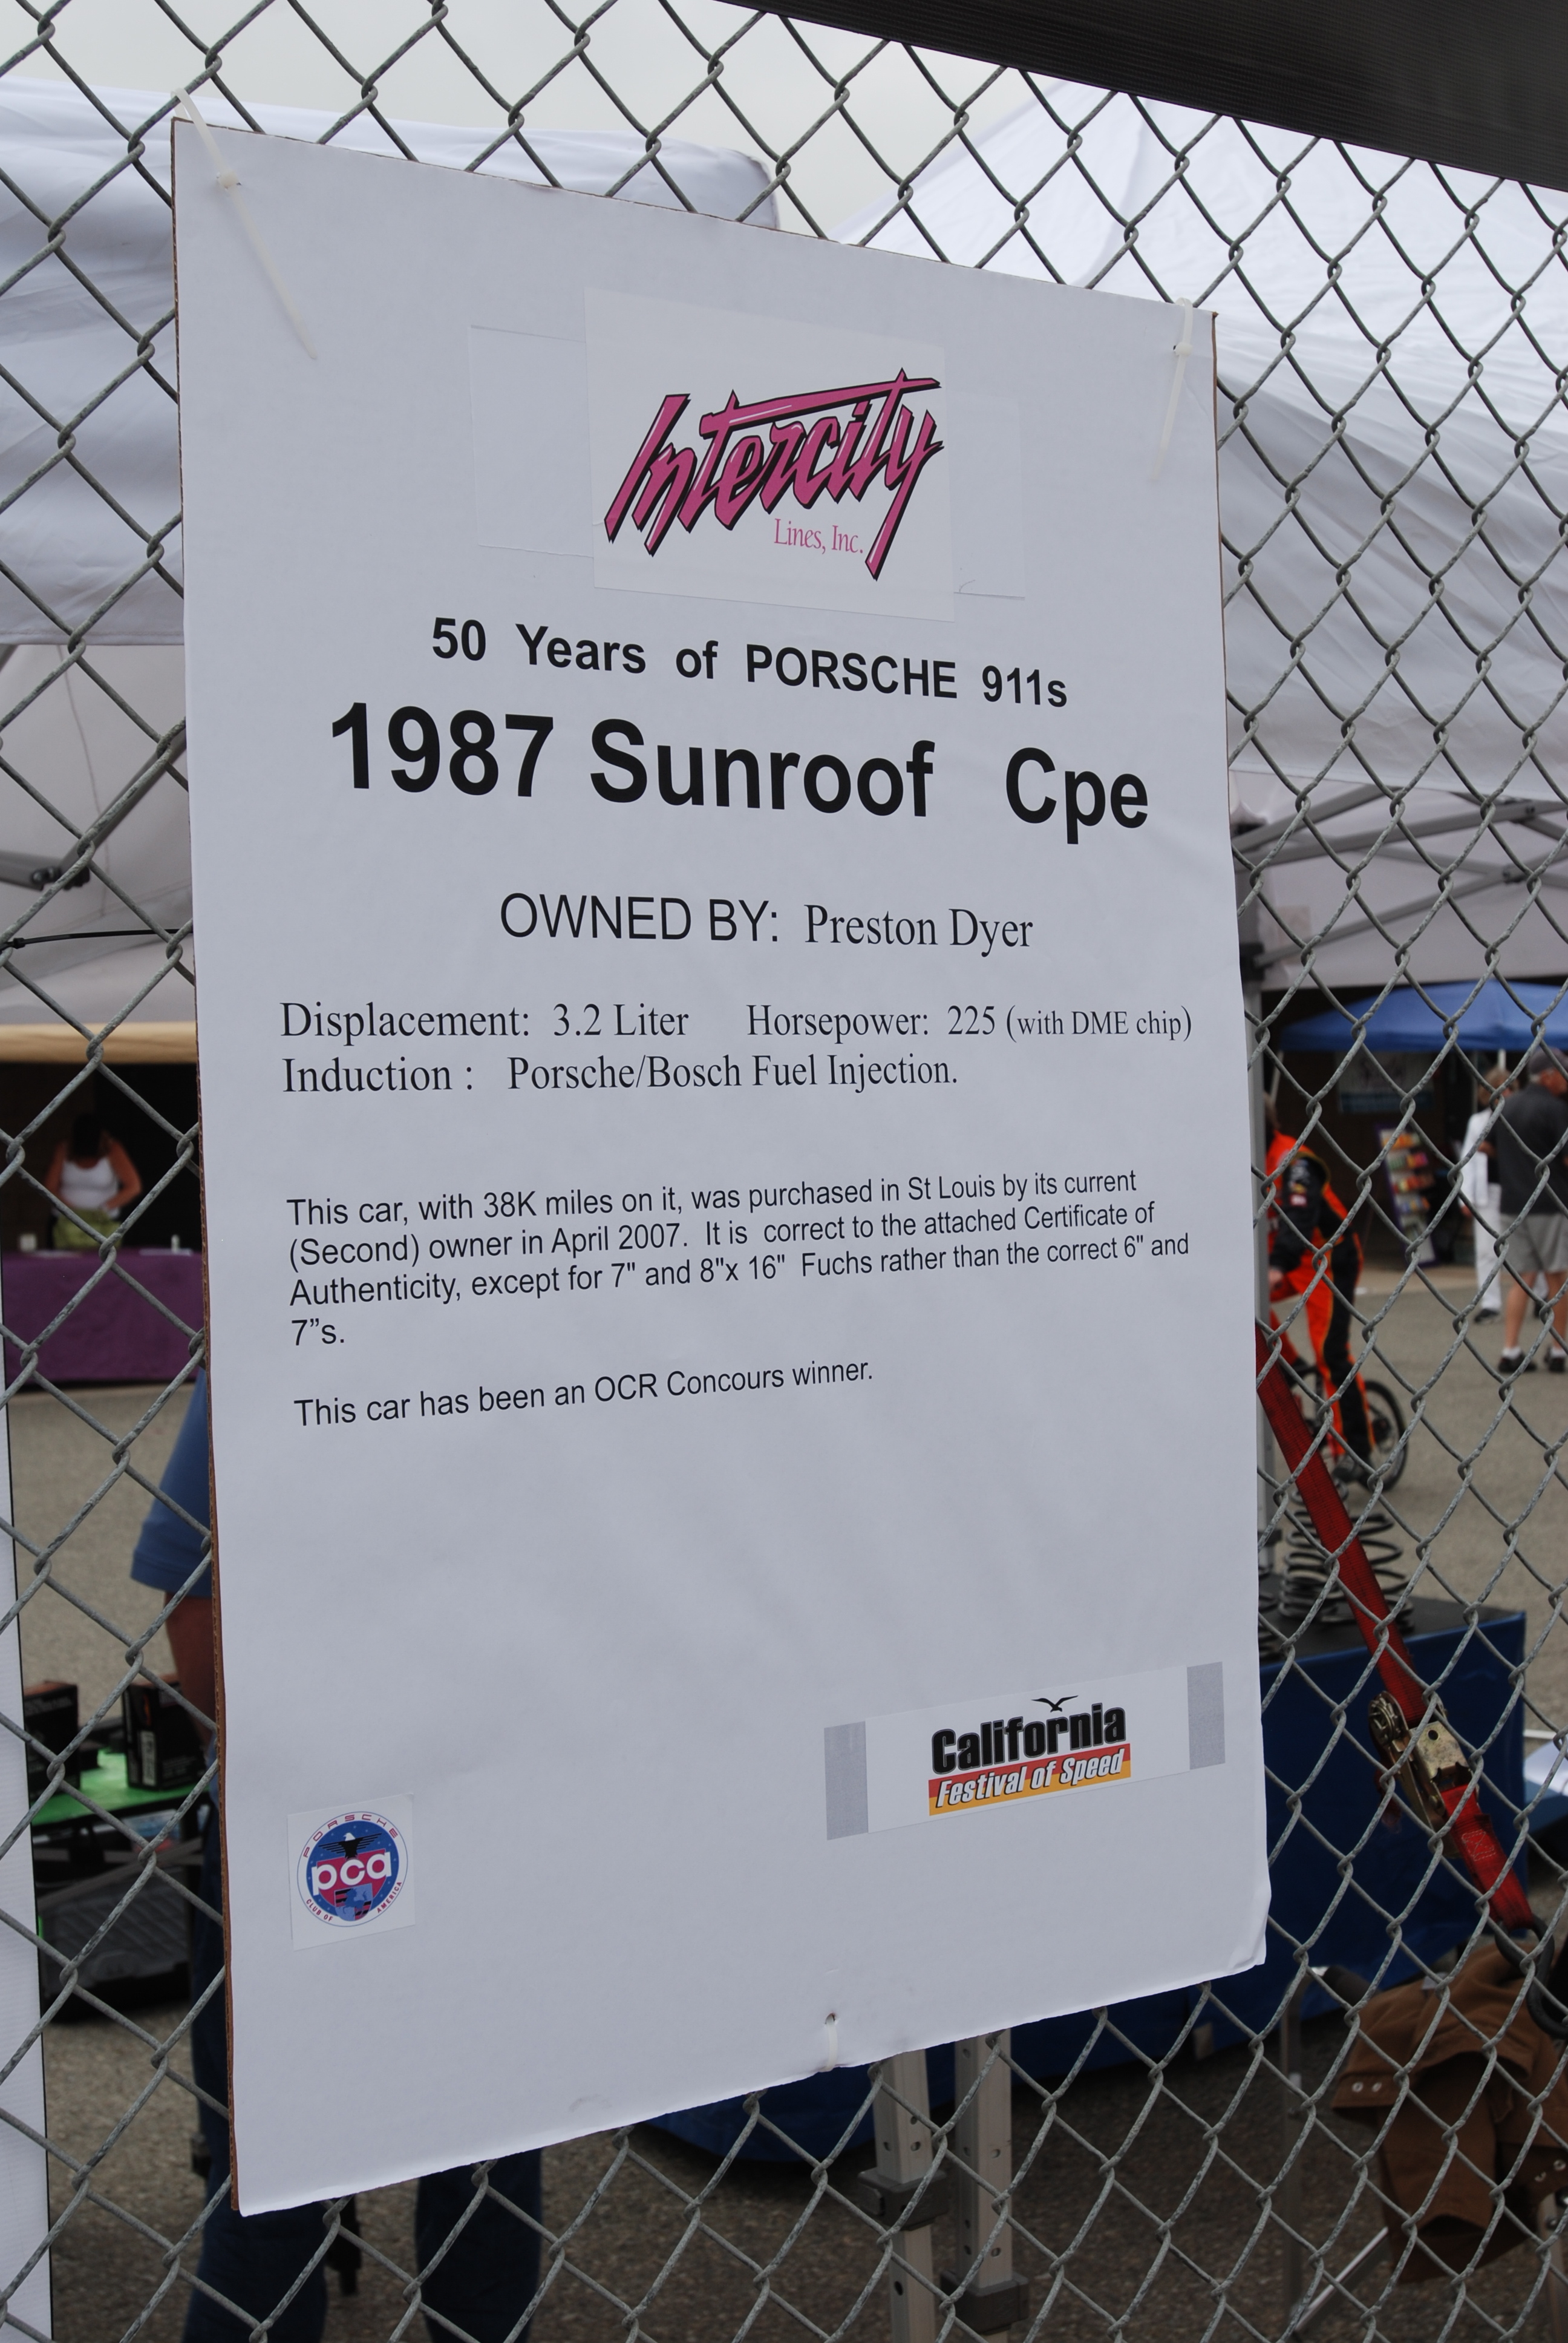 Intercity
Lines, Inc.
50 Years of PORSCHE 911s
1987 Sunroof Cpe
OWNED BY: Preston Dyer
Displacement: 3.2 Liter Horsepower: 225 (with DME chip)
Induction : Porsche/Bosch Fuel Injection.
This car, with 38K miles on it, was purchased in St Louis by its current
(Second) owner in April 2007. It is correct to the attached Certificate of
Authenticity, except for 7" and 8"x 16" Fuchs rather than the correct 6" and
7”s.
This car has been an OCR Concours winner.
California
Festival of Speed
PORSCHE
pca
CLUB OF AMERICA